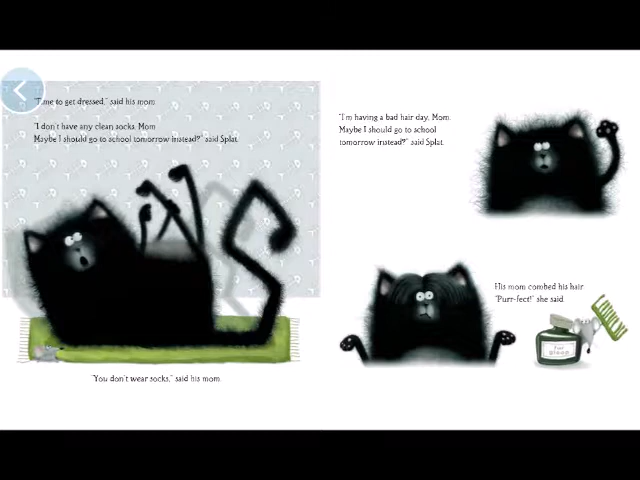 "Time to get dressed," said his mom.
"I don't have any clean socks, Mom.
Maybe I should go to school tomorrow instead?" said Splat.
"You don't wear socks," said his mom.
"I'm having a bad hair day, Mom.
Maybe I should go to school
tomorrow instead?" said Splat.
His mom combed his hair.
"Purr-fect!" she said.